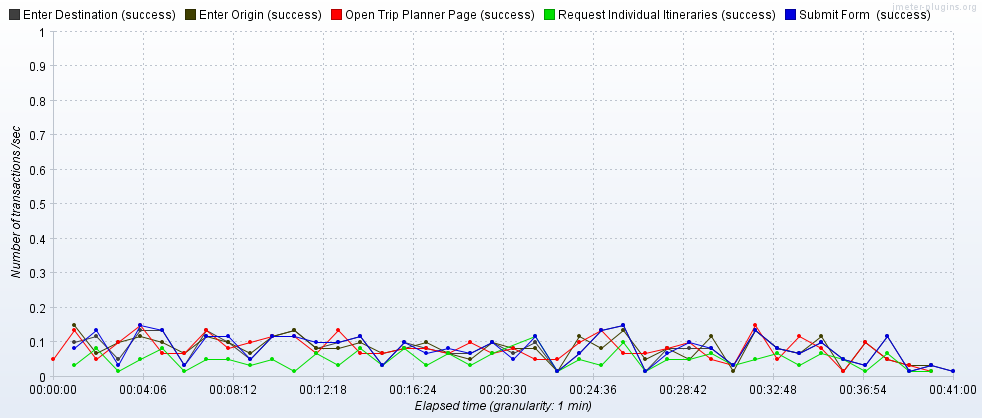 Enter Destination (success) Enter Origin (success) Open Trip Planner Page (success) Request Individual Itineraries (success) Submit Form (success)
jmeter-plugins.org
1
0.9
0.8
0.7
0.6
0.5
0.4
0.3
0.2
0.1
0
Number of transactions /sec
00:00:00 00:04:06 00:08:12 00:12:18 00:16:24 00:20:30 00:24:36 00:28:42 00:32:48 00:36:54 00:41:00
Elapsed time (granularity: 1 min)